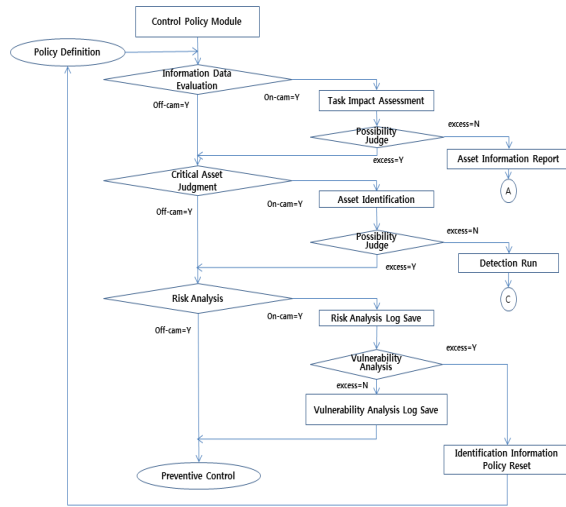 Control Policy Module
Policy Definition
Information Data
Evaluation
Off-cam=Y
On-cam=Y
Task Impact Assessment
Possibility
Judge
excess=N
excess=Y
Asset Information Report
A
Critical Asset
Judgment
Off-cam=Y
On-cam=Y
Asset Identification
Possibility
Judge
excess=N
excess=Y
Detection Run
C
Risk Analysis
Off-cam=Y
On-cam=Y
Risk Analysis Log Save
Vulnerability
Analysis
excess=Y
excess=N
Vulnerability Analysis Log Save
Identification Information
Policy Reset
Preventive Control